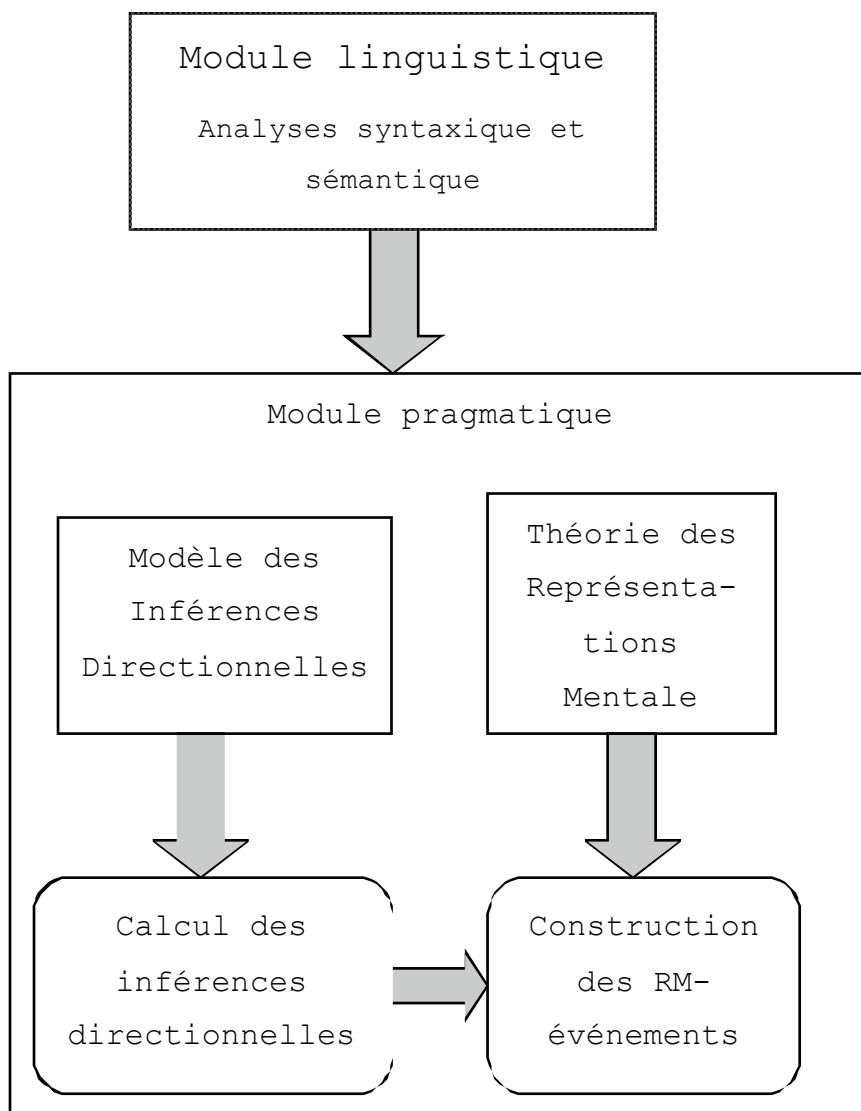 Module linguistique
Analyses syntaxique et
sémantique
Module pragmatique
Modèle des
Inférences
Directionnelles
Théorie des
Représenta-
tions
Mentale
Calcul des
inférences
directionnelles
Construction
des RM-
événements